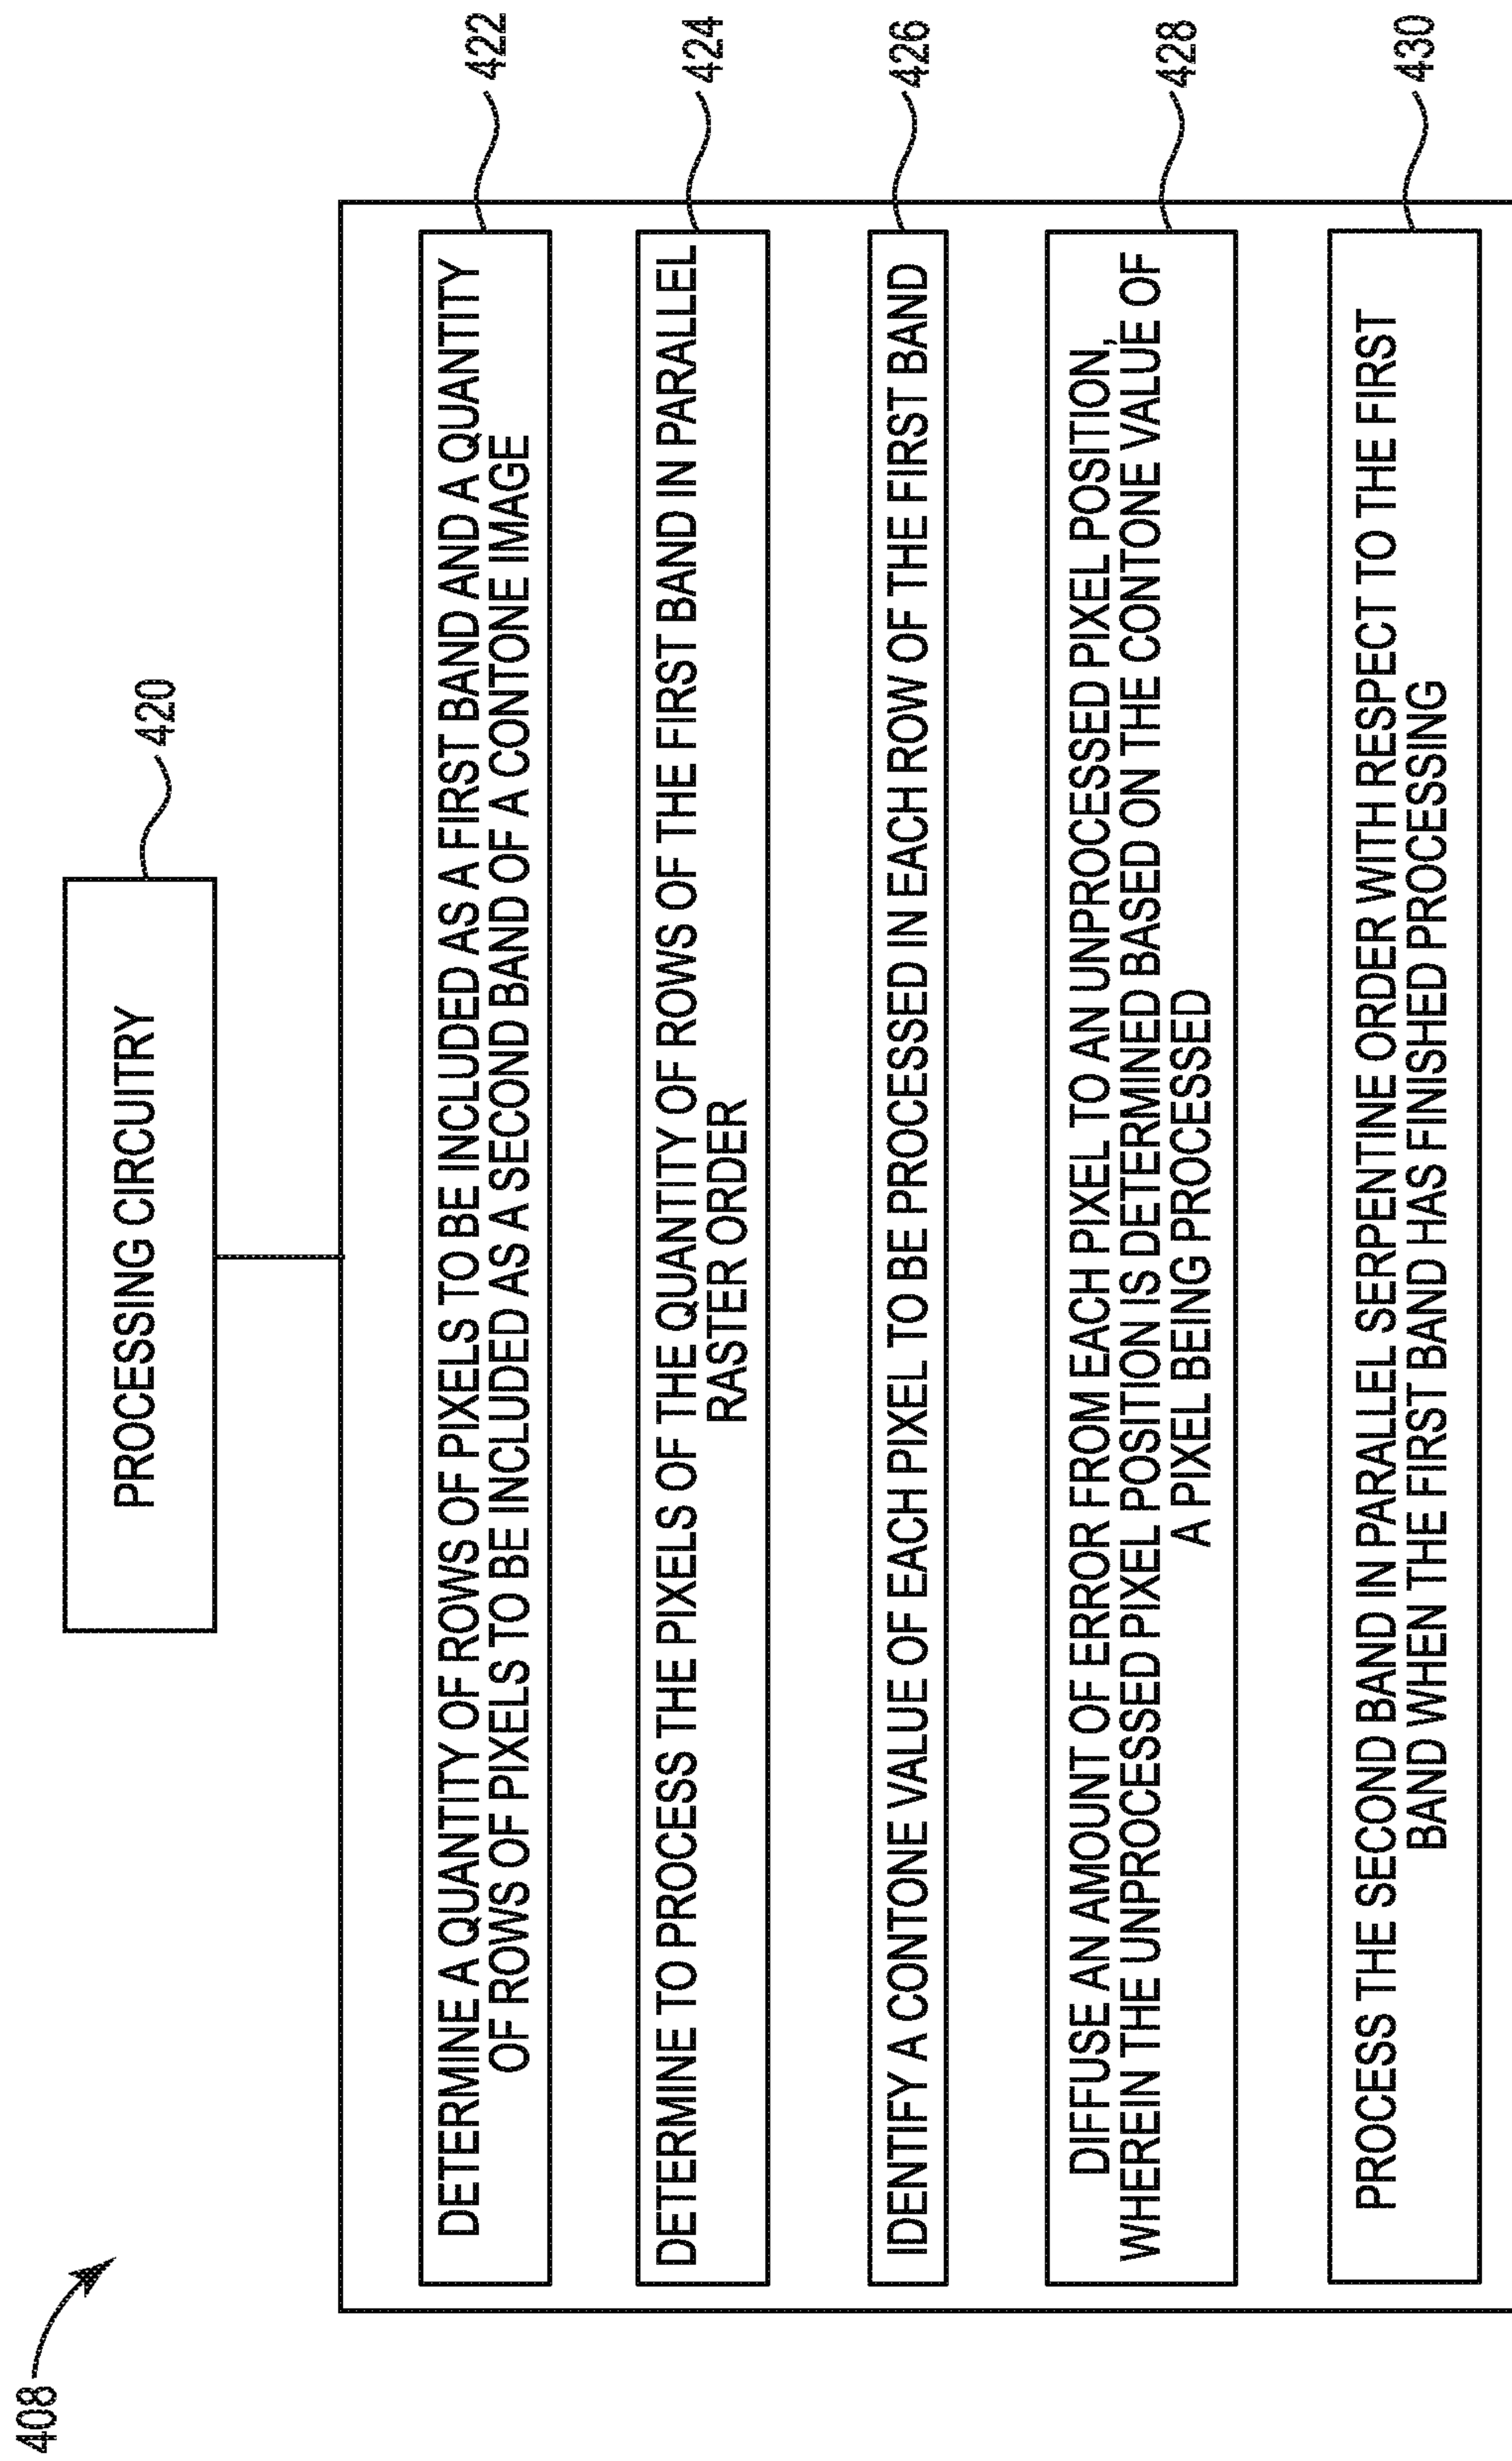 408
PROCESSING CIRCUITRY
420
DETERMINE A QUANTITY OF ROWS OF PIXELS TO BE INCLUDED AS A FIRST BAND AND A QUANTITY
OF ROWS OF PIXELS TO BE INCLUDED AS A SECOND BAND OF A CONTONE IMAGE
422
DETERMINE TO PROCESS THE PIXELS OF THE QUANTITY OF ROWS OF THE FIRST BAND IN PARALLEL
RASTER ORDER
424
IDENTIFY A CONTONE VALUE OF EACH PIXEL TO BE PROCESSED IN EACH ROW OF THE FIRST BAND
426
DIFFUSE AN AMOUNT OF ERROR FROM EACH PIXEL TO AN UNPROCESSED PIXEL POSITION,
WHEREIN THE UNPROCESSED PIXEL POSITION IS DETERMINED BASED ON THE CONTONE VALUE OF
A PIXEL BEING PROCESSED
428
PROCESS THE SECOND BAND IN PARALLEL SERPENTINE ORDER WITH RESPECT TO THE FIRST
BAND WHEN THE FIRST BAND HAS FINISHED PROCESSING
430